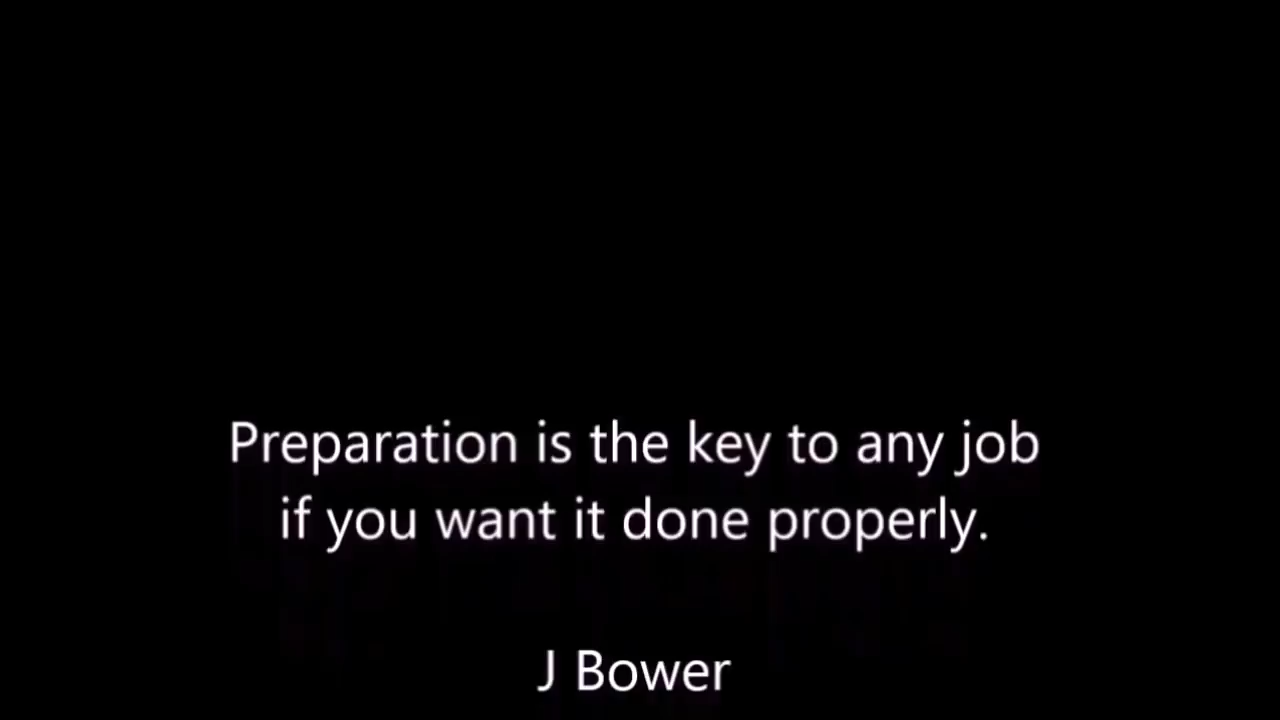 Preparation is the key to any job
if you want it done properly.
J Bower